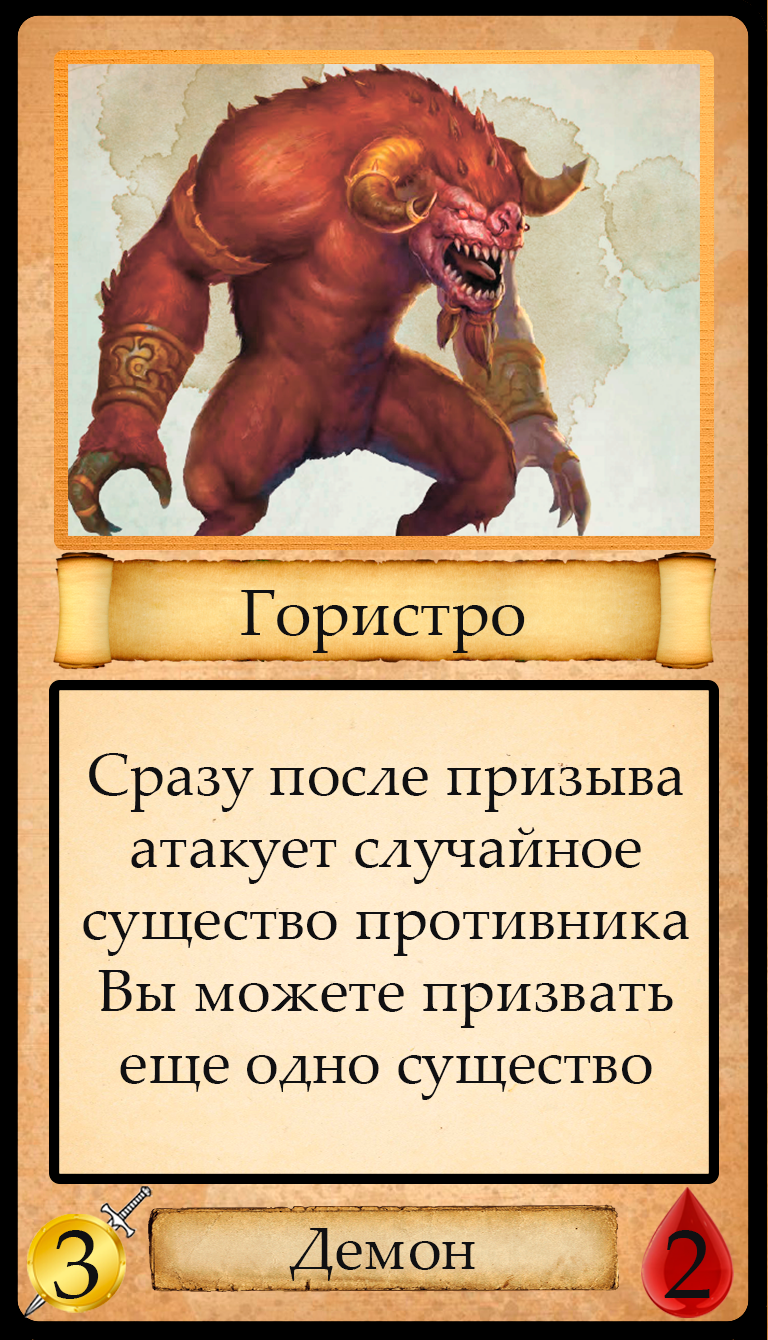 Гористро
Сразу после призыва
атакует случайное
существо противника
Вы можете призвать
еще одно существо
3
Демон
2